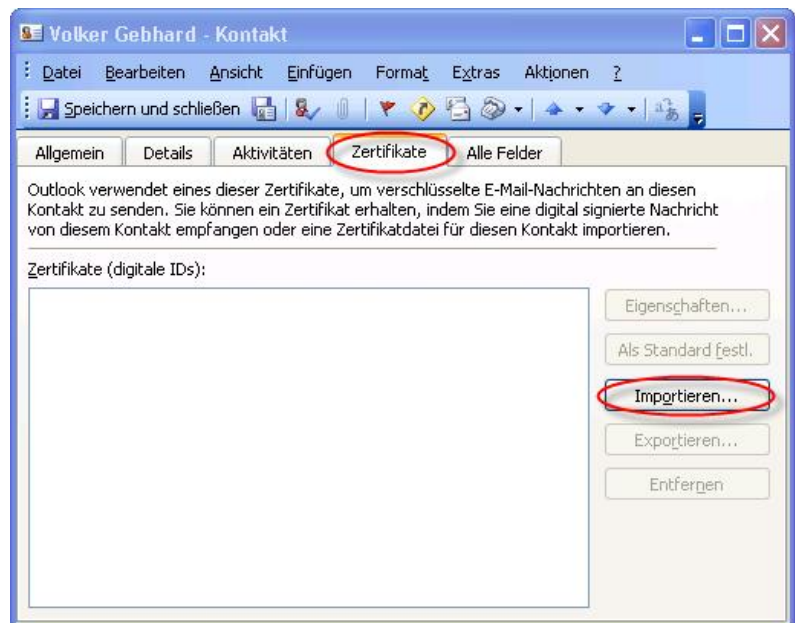 Volker Gebhard - Kontakt
Datei Bearbeiten Ansicht Einfügen Format Extras Aktionen ?
Speichern und schließen
Allgemein Details Aktivitäten Zertifikate Alle Felder
Outlook verwendet eines dieser Zertifikate, um verschlüsselte E-Mail-Nachrichten an diesen
Kontakt zu senden. Sie können ein Zertifikat erhalten, indem Sie eine digital signierte Nachricht
von diesem Kontakt empfangen oder eine Zertifikatdatei für diesen Kontakt importieren.
Zertifikate (digitale IDs):
Eigenschaften...
Als Standard festl.
Importieren...
Exportieren...
Entfernen